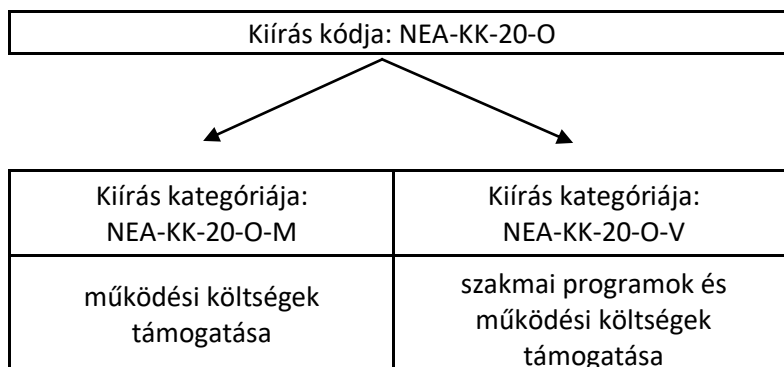 Kiírás kódja: NEA-KK-20-O
Kiírás kategóriája:
NEA-KK-20-O-M
Kiírás kategóriája:
NEA-KK-20-O-V
működési költségek
támogatása
szakmai programok és
működési költségek
támogatása